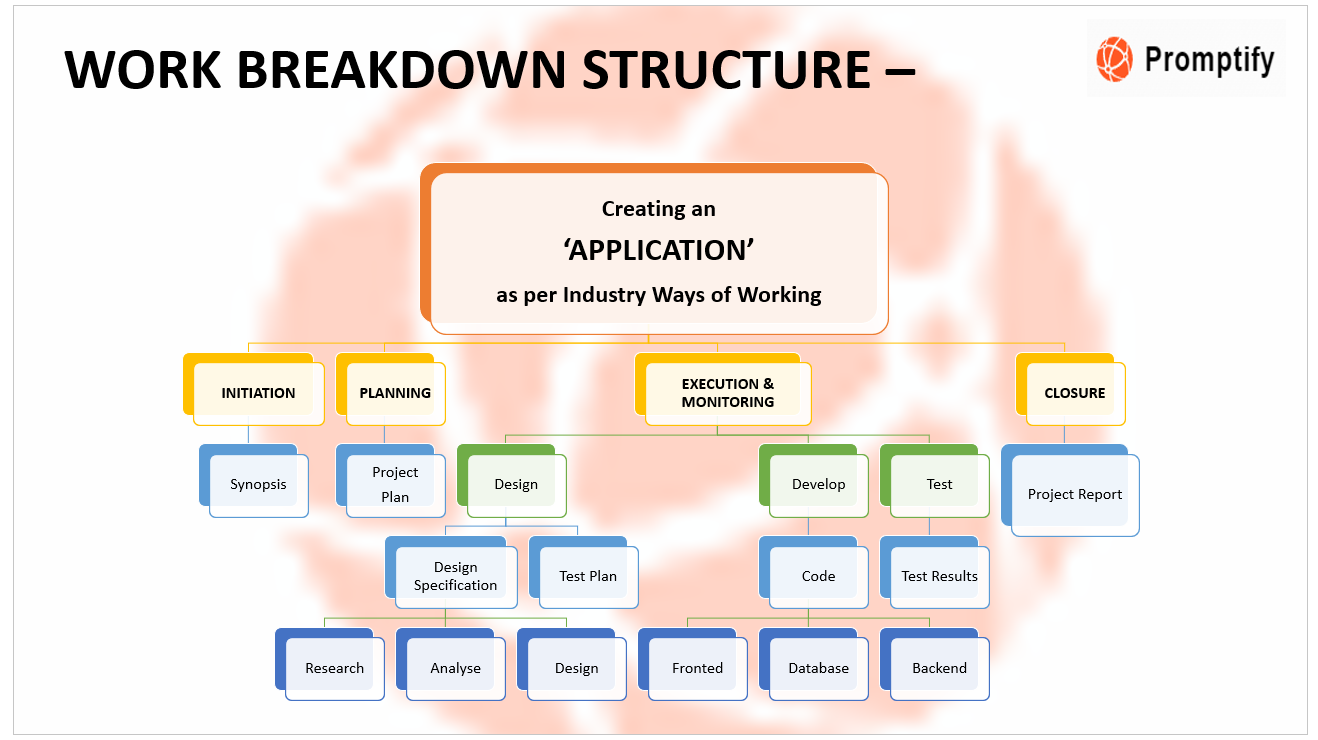 WORK BREAKDOWN STRUCTURE –
Promptify
Creating an
‘APPLICATION’
as per Industry Ways of Working
INITIATION
PLANNING
EXECUTION &
MONITORING
CLOSURE
Synopsis
Project
Plan
Design
Develop
Test
Project Report
Design
Specification
Test Plan
Code
Test Results
Research
Analyse
Design
Fronted
Database
Backend